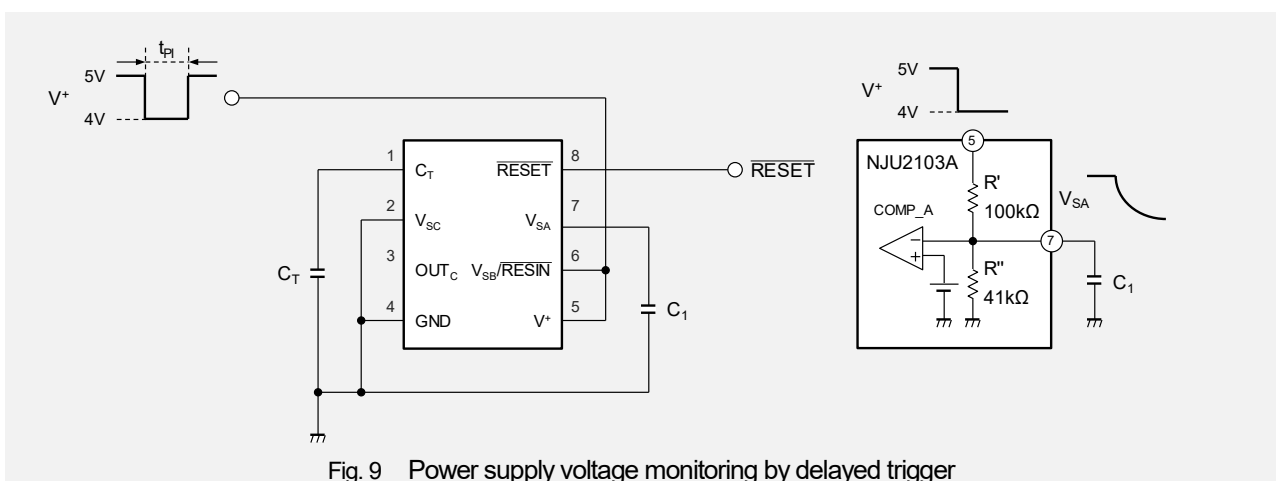 tPI
5V
V+
4V
1
CT
RESET
8
RESET
2
VSC
VSA
7
3
OUTC
VSB/RESIN
6
4
GND
V+
5
CT
C1
5V
V+
4V
5
NJU2103A
R'
100kΩ
COMP_A
VSA
7
R"
41kΩ
C1
Fig. 9 Power supply voltage monitoring by delayed trigger